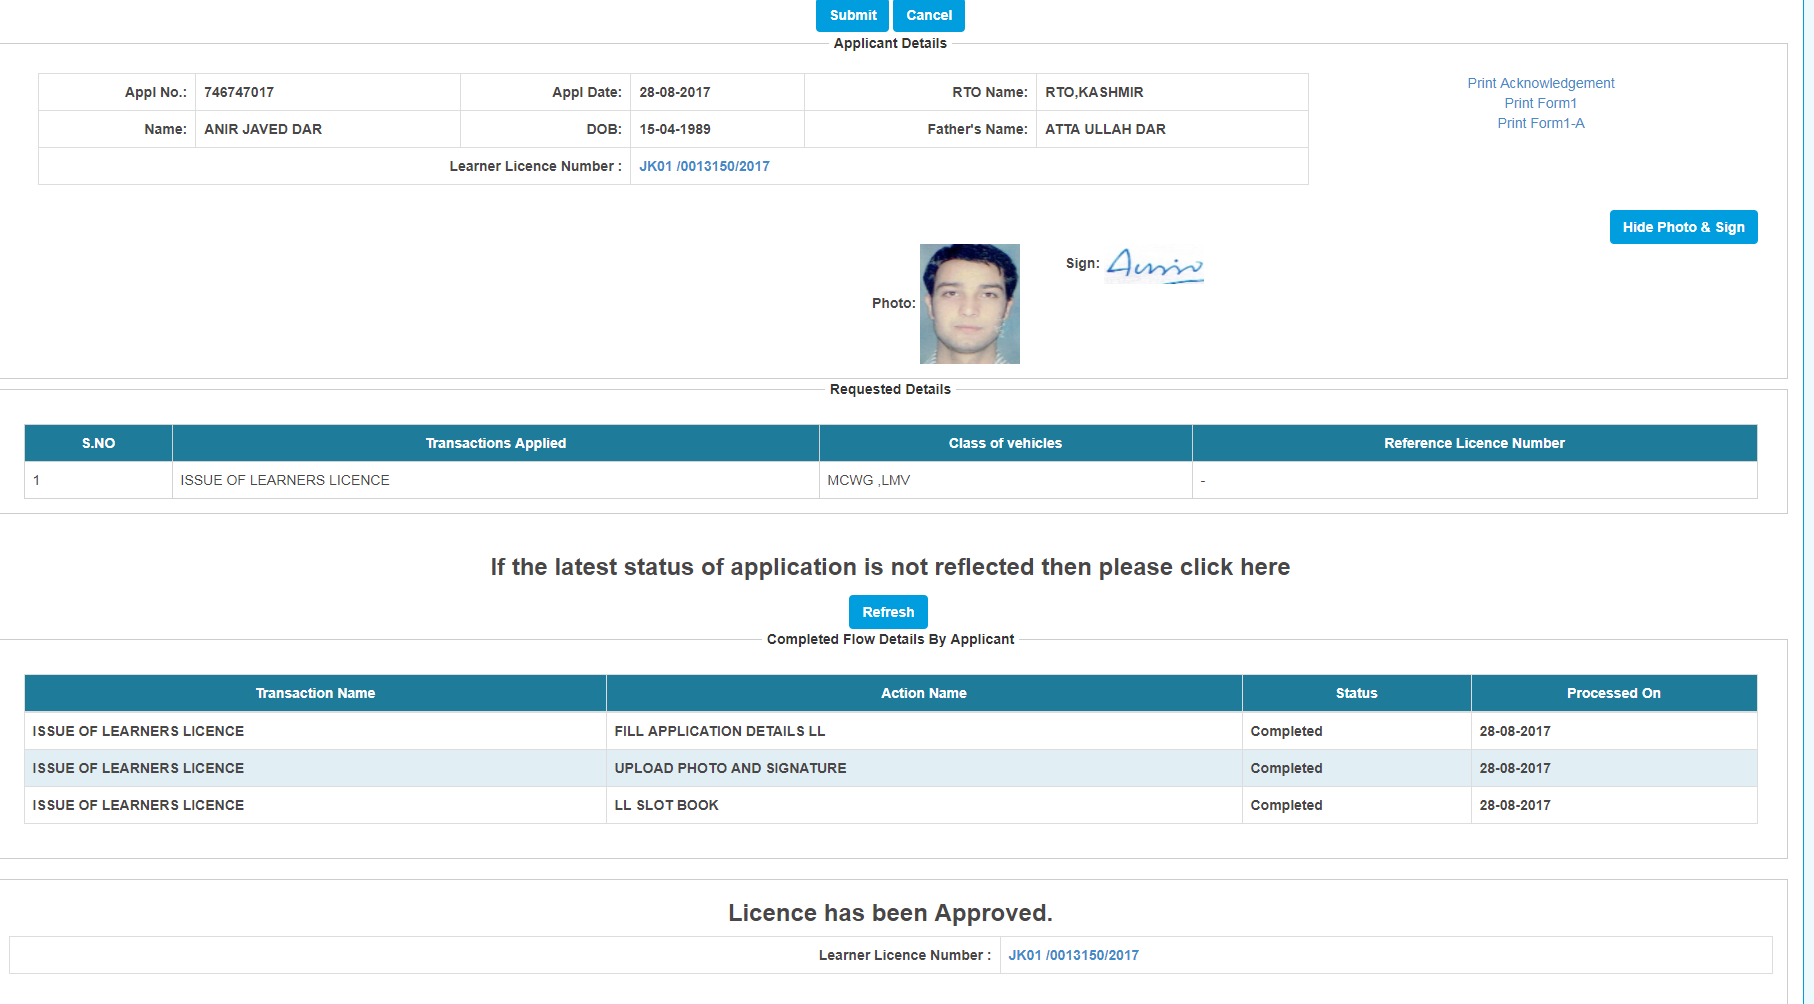 Submit Cancel
Applicant Details
Appl No.: 746747017 Appl Date: 28-08-2017 RTO Name: RTO,KASHMIR
Name: ANIR JAVED DAR DOB: 15-04-1989 Father's Name: ATTA ULLAH DAR
Learner Licence Number : JK01 /0013150/2017
Print Acknowledgement
Print Form1
Print Form1-A
Hide Photo & Sign
Photo:
Sign:
Requested Details
S.NO Transactions Applied Class of vehicles Reference Licence Number
1 ISSUE OF LEARNERS LICENCE MCWG ,LMV -
If the latest status of application is not reflected then please click here
Refresh
Completed Flow Details By Applicant
Transaction Name Action Name Status Processed On
ISSUE OF LEARNERS LICENCE FILL APPLICATION DETAILS LL Completed 28-08-2017
ISSUE OF LEARNERS LICENCE UPLOAD PHOTO AND SIGNATURE Completed 28-08-2017
ISSUE OF LEARNERS LICENCE LL SLOT BOOK Completed 28-08-2017
Licence has been Approved.
Learner Licence Number : JK01 /0013150/2017